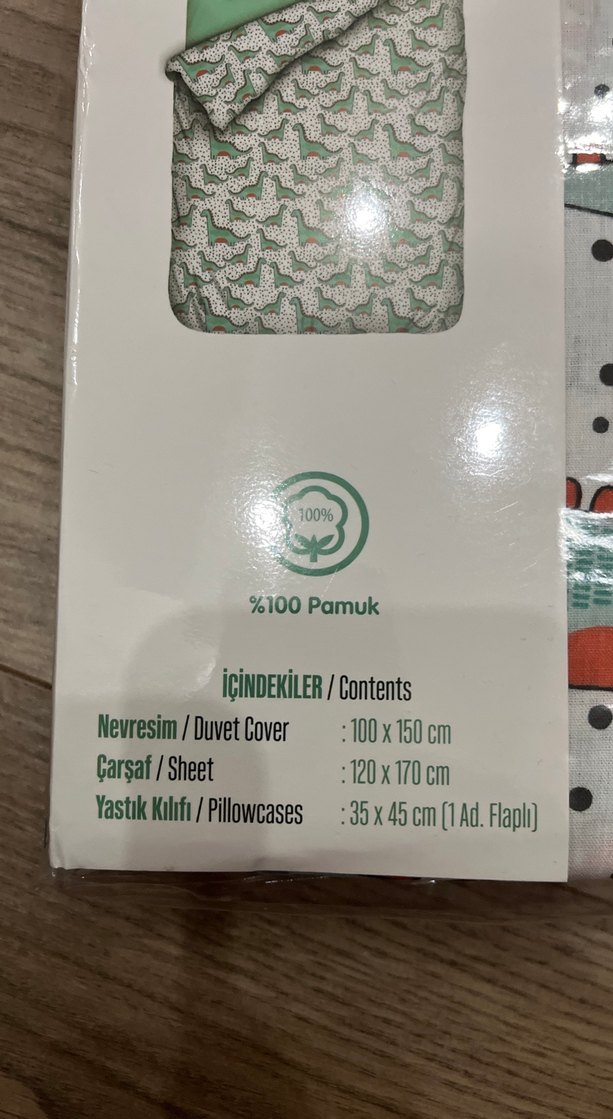 100%
%100 Pamuk
İÇİNDEKİLER / Contents
Nevresim / Duvet Cover : 100 x 150 cm
Çarşaf / Sheet : 120 x 170 cm
Yastık Kılıfı / Pillowcases : 35 x 45 cm (1 Ad. Flaplı)